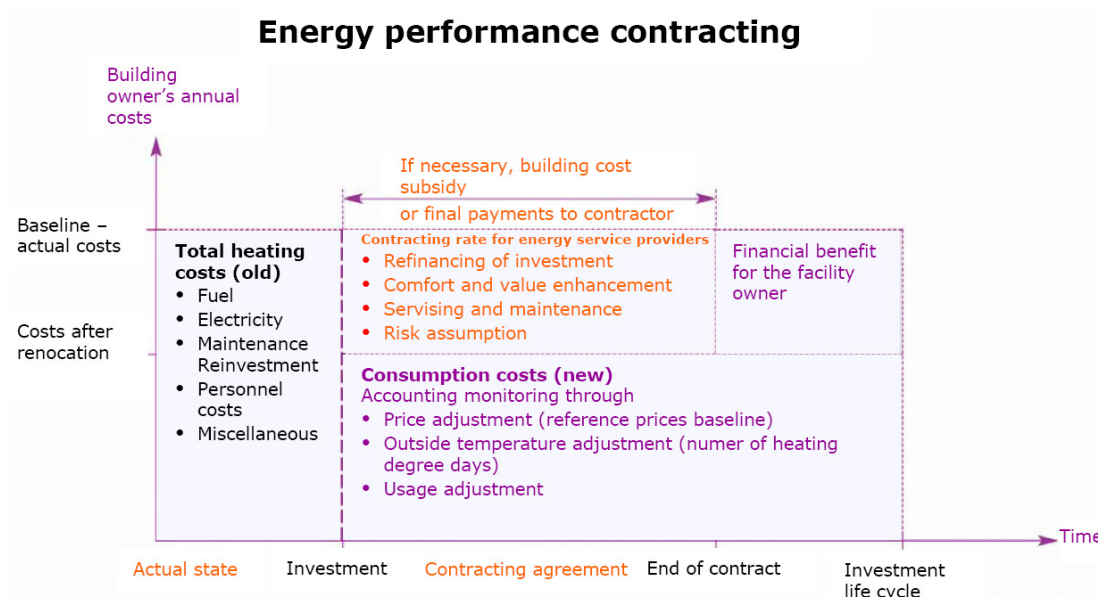 Energy performance contracting
Building
owner's annual
costs
If necessary, building cost
subsidy
or final payments to contractor
Baseline –
actual costs
Total heating
costs (old)
• Fuel
• Electricity
• Maintenance
Reinvestment
• Personnel
costs
• Miscellaneous
Contracting rate for energy service providers
• Refinancing of investment
• Comfort and value enhancement
• Servising and maintenance
• Risk assumption
Financial benefit
for the facility
owner
Costs after
renocation
Consumption costs (new)
Accounting monitoring through
• Price adjustment (reference prices baseline)
• Outside temperature adjustment (numer of heating
degree days)
• Usage adjustment
Time
Actual state
Investment
Contracting agreement
End of contract
Investment
life cycle